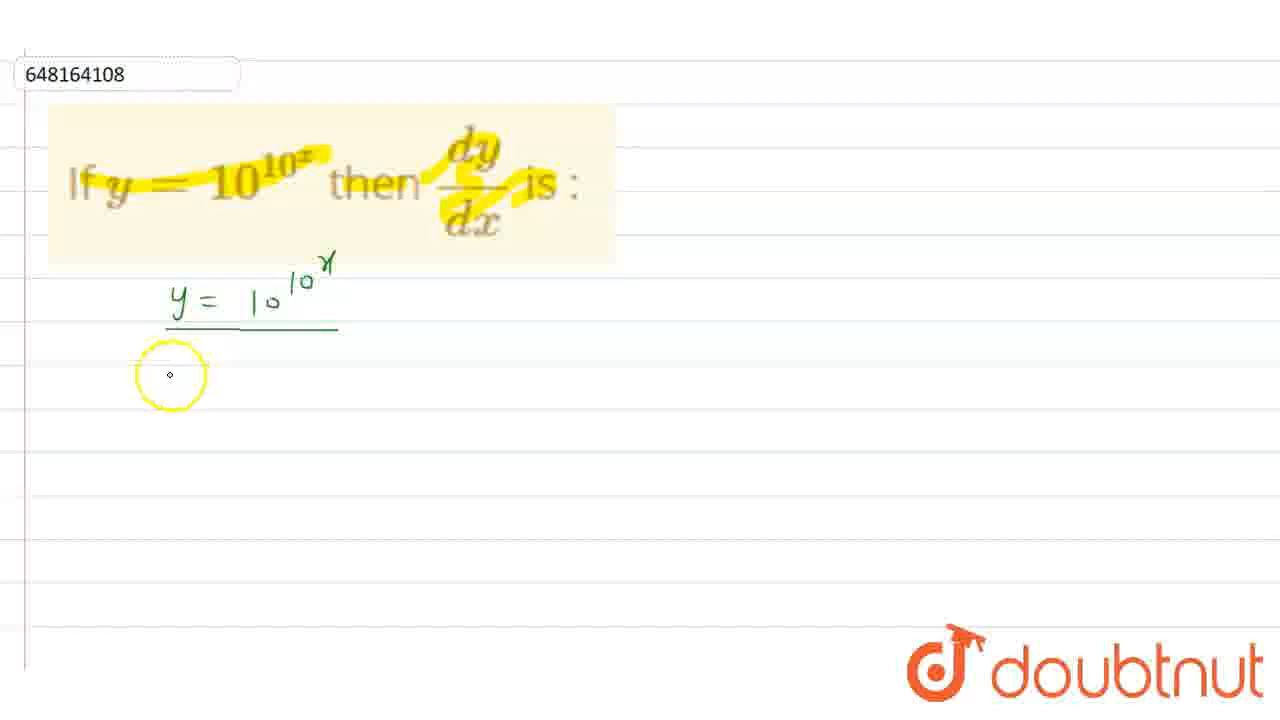 648164108
If y = 10^{10^x} then dy/dx is :
y = 10^{10^x}
doubtnut